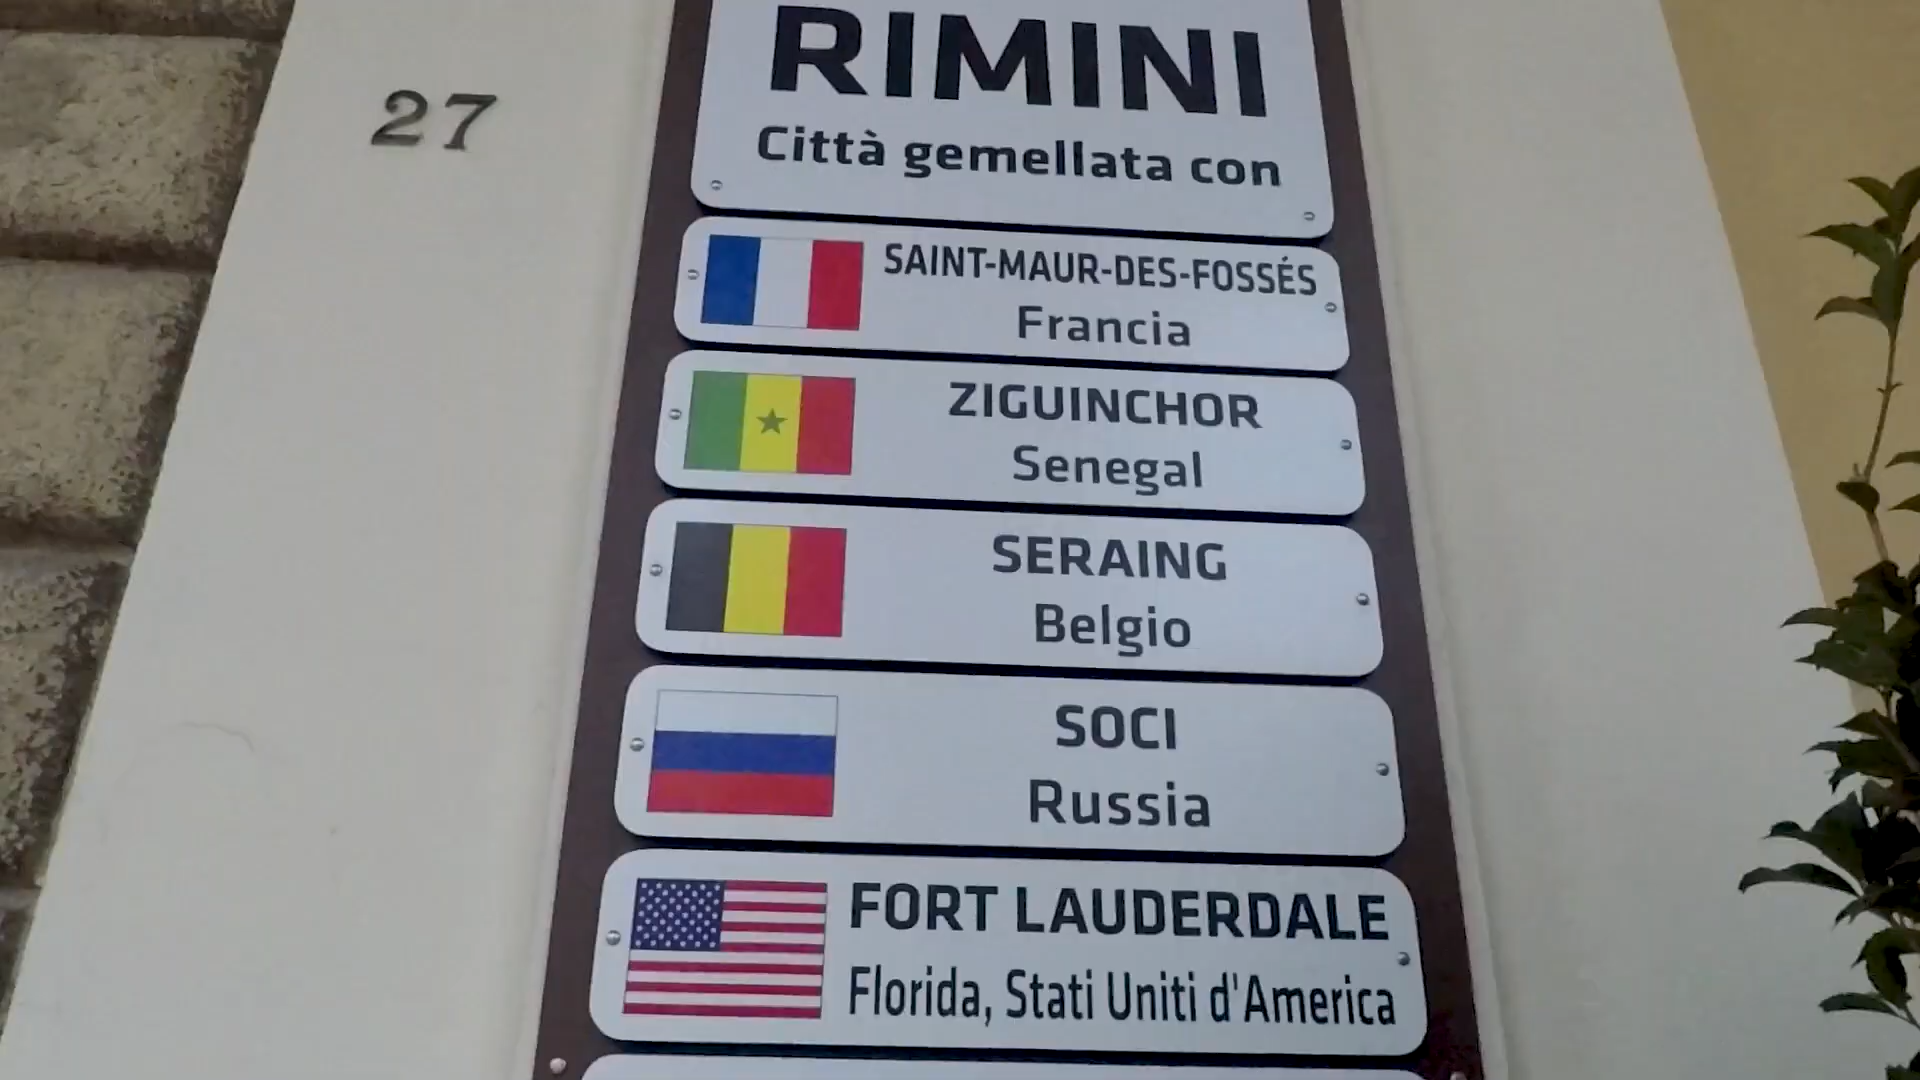 27
RIMINI
Città gemellata con
SAINT-MAUR-DES-FOSSÉS
Francia
ZIGUINCHOR
Senegal
SERAING
Belgio
SOCI
Russia
FORT LAUDERDALE
Florida, Stati Uniti d'America